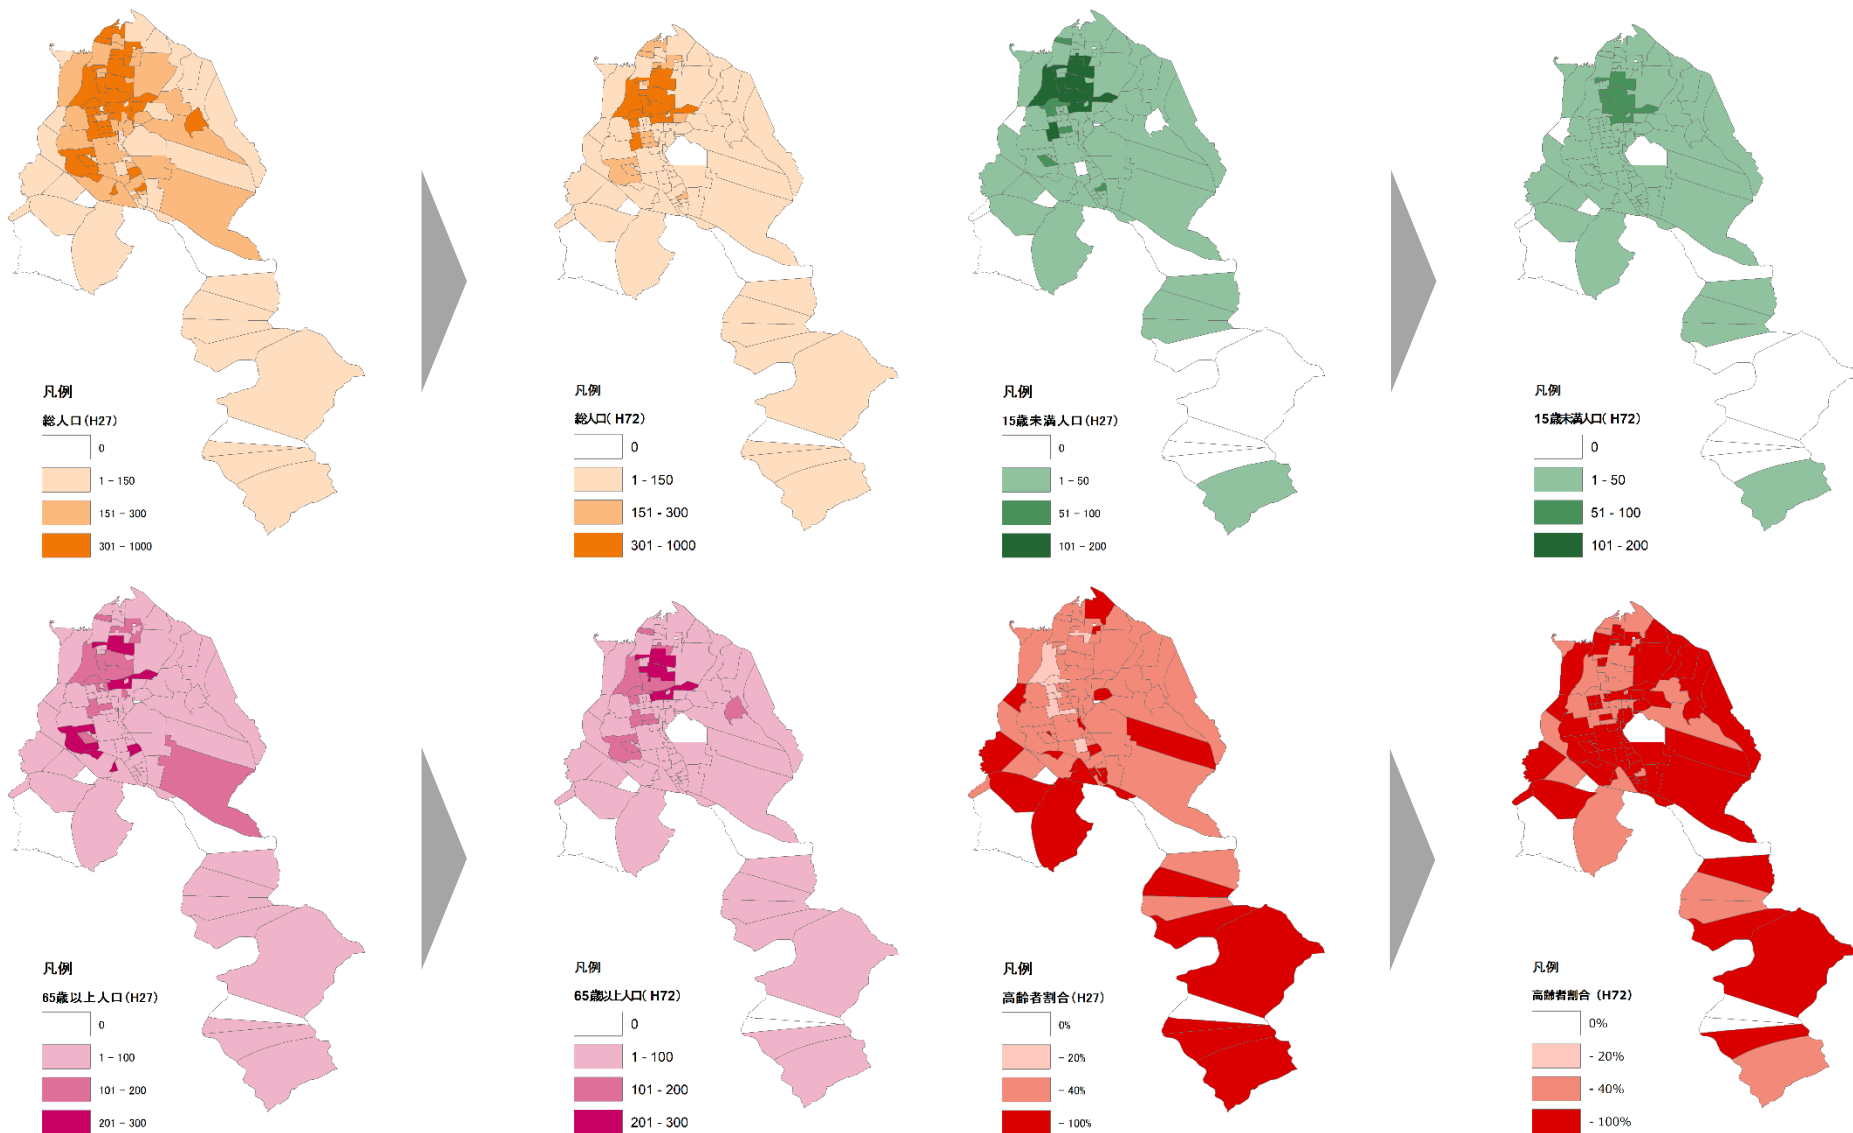 凡例
総人口(H27)
0
1 - 150
151 - 300
301 - 1000
凡例
総人口( H72)
0
1 - 150
151 - 300
301 - 1000
凡例
15歳未満人口(H27)
0
1 - 50
51 - 100
101 - 200
凡例
15歳未満人口( H72)
0
1 - 50
51 - 100
101 - 200
凡例
65歳以上人口(H27)
0
1 - 100
101 - 200
201 - 300
凡例
65歳以上人口( H72)
0
1 - 100
101 - 200
201 - 300
凡例
高齢者割合(H27)
0%
- 20%
- 40%
- 100%
凡例
高齢者割合 (H72)
0%
- 20%
- 40%
- 100%